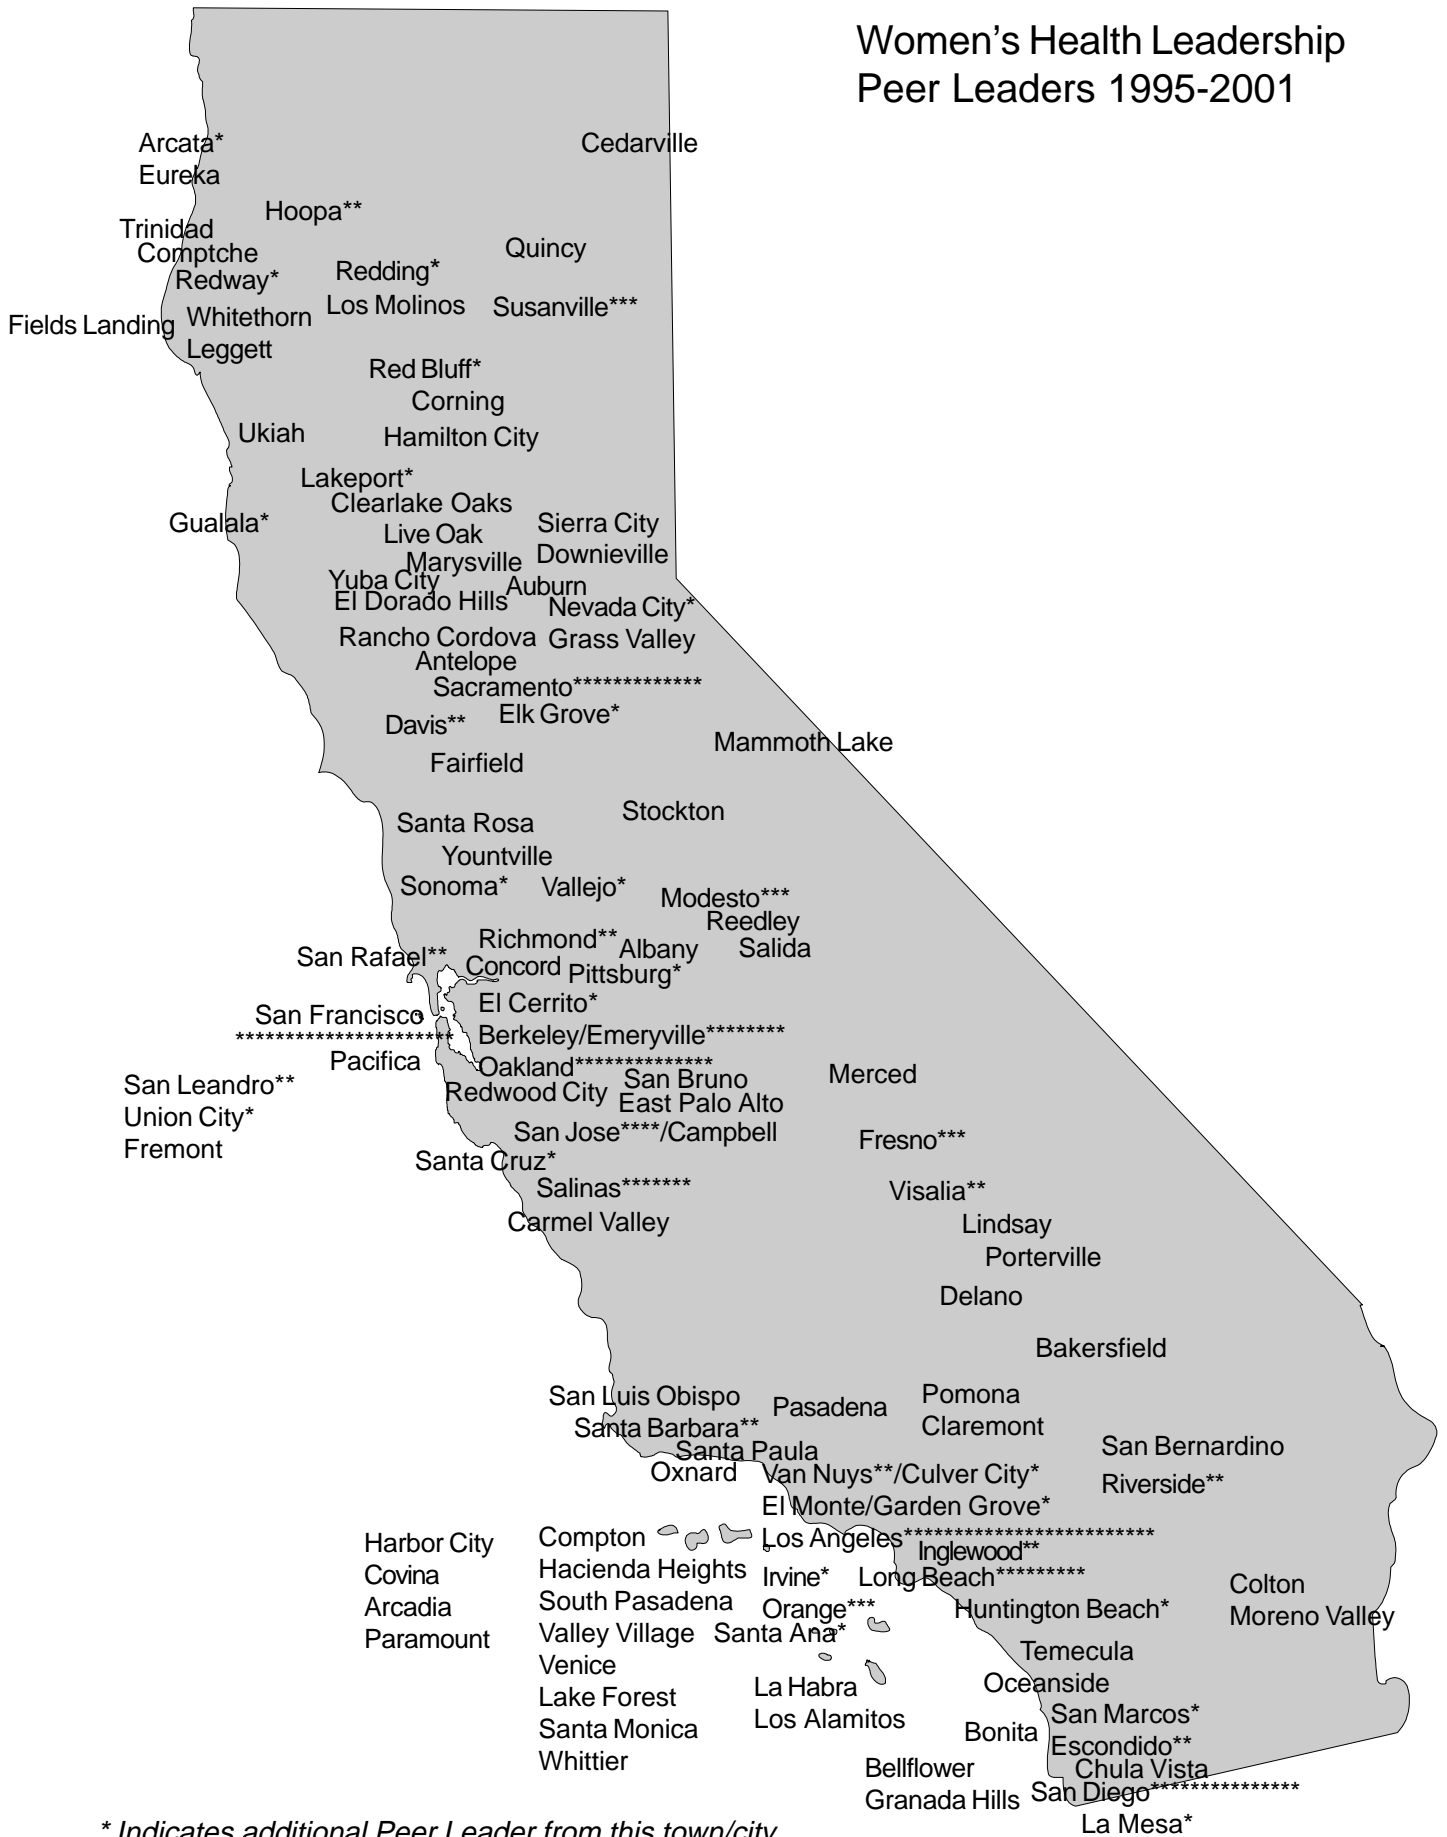 Women's Health Leadership
Peer Leaders 1995-2001
Arcata*
Eureka
Cedarville
Hoopa**
Trinidad
Comptche
Redway*
Quincy
Redding*
Los Molinos
Susanville***
Fields Landing
Whitethorn
Leggett
Red Bluff*
Corning
Ukiah
Hamilton City
Lakeport*
Clearlake Oaks
Gualala*
Live Oak
Sierra City
Downieville
Marysville
Yuba City
Auburn
El Dorado Hills
Nevada City*
Rancho Cordova
Grass Valley
Antelope
Sacramento*************
Elk Grove*
Davis**
Mammoth Lake
Fairfield
Stockton
Santa Rosa
Yountville
Sonoma*
Vallejo*
Modesto***
Reedley
Salida
Richmond**
Albany
San Rafael**
Concord
Pittsburg*
El Cerrito*
San Francisco*
**********************
Berkeley/Emeryville********
Pacifica
Oakland**************
San Bruno
Merced
San Leandro**
Union City*
Fremont
Redwood City
East Palo Alto
San Jose****/Campbell
Fresno***
Santa Cruz*
Salinas*******
Visalia**
Carmel Valley
Lindsay
Porterville
Delano
Bakersfield
San Luis Obispo
Pasadena
Pomona
Claremont
Santa Barbara**
Santa Paula
San Bernardino
Oxnard
Van Nuys**/Culver City*
Riverside**
El Monte/Garden Grove*
Los Angeles*************************
Inglewood**
Harbor City
Covina
Arcadia
Paramount
Compton
Hacienda Heights
South Pasadena
Valley Village
Venice
Lake Forest
Santa Monica
Whittier
Irvine*
Long Beach*********
Orange***
Huntington Beach*
Santa Ana*
Colton
Moreno Valley
Temecula
La Habra
Los Alamitos
Oceanside
San Marcos*
Bonita
Escondido**
Bellflower
Granada Hills
Chula Vista
San Diego***************
La Mesa*
* Indicates additional Peer Leader from this town/city